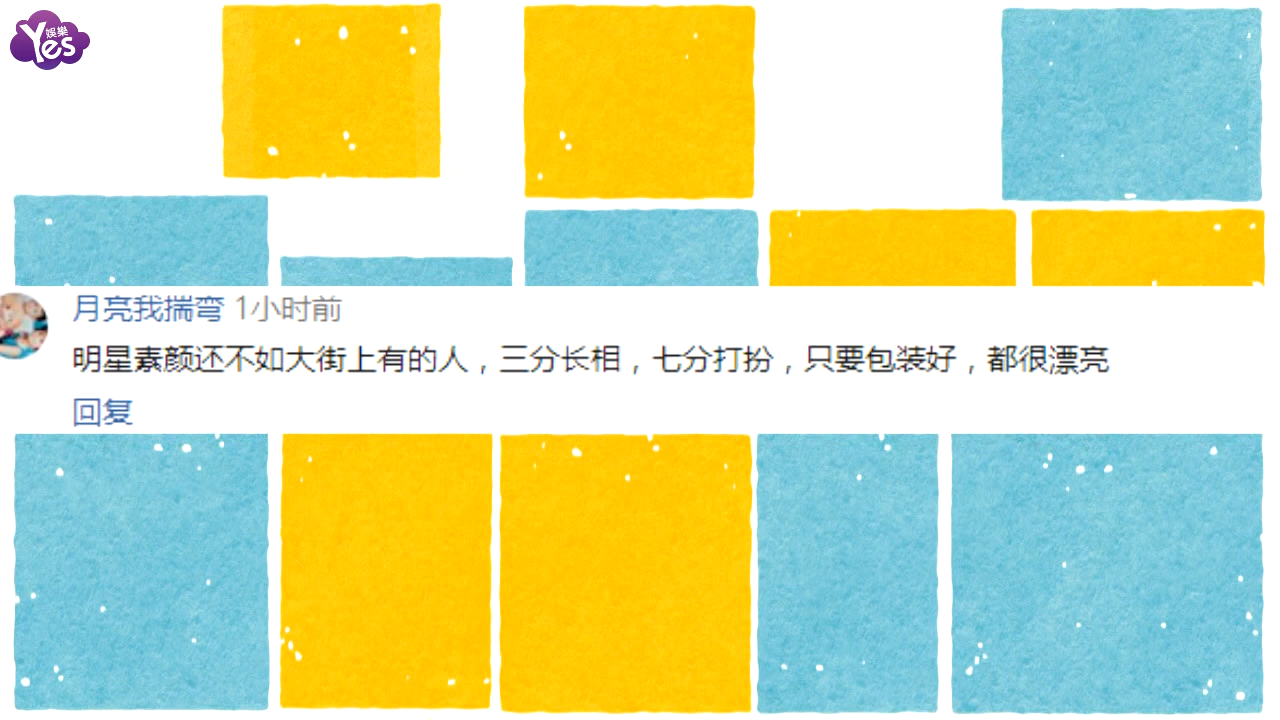 Yes 娛樂
月亮我揣弯 1小时前
明星素颜还不如大街上有的人，三分长相，七分打扮，只要包装好，都很漂亮
回复